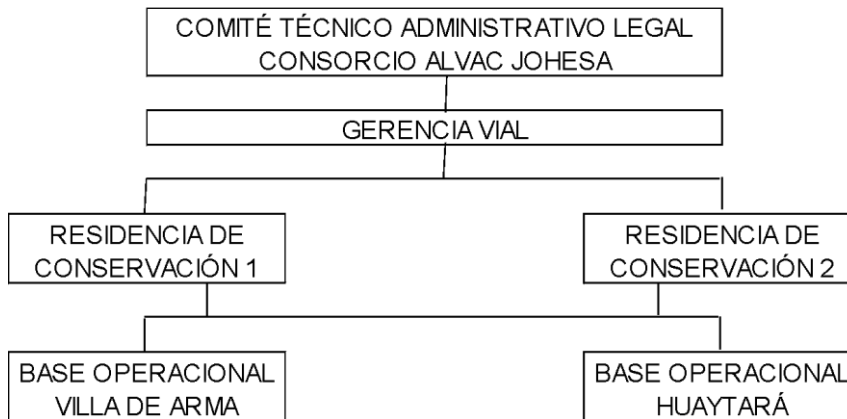 COMITÉ TÉCNICO ADMINISTRATIVO LEGAL
CONSORCIO ALVAC JOHESA
GERENCIA VIAL
RESIDENCIA DE
CONSERVACIÓN 1
RESIDENCIA DE
CONSERVACIÓN 2
BASE OPERACIONAL
VILLA DE ARMA
BASE OPERACIONAL
HUAYTARÁ